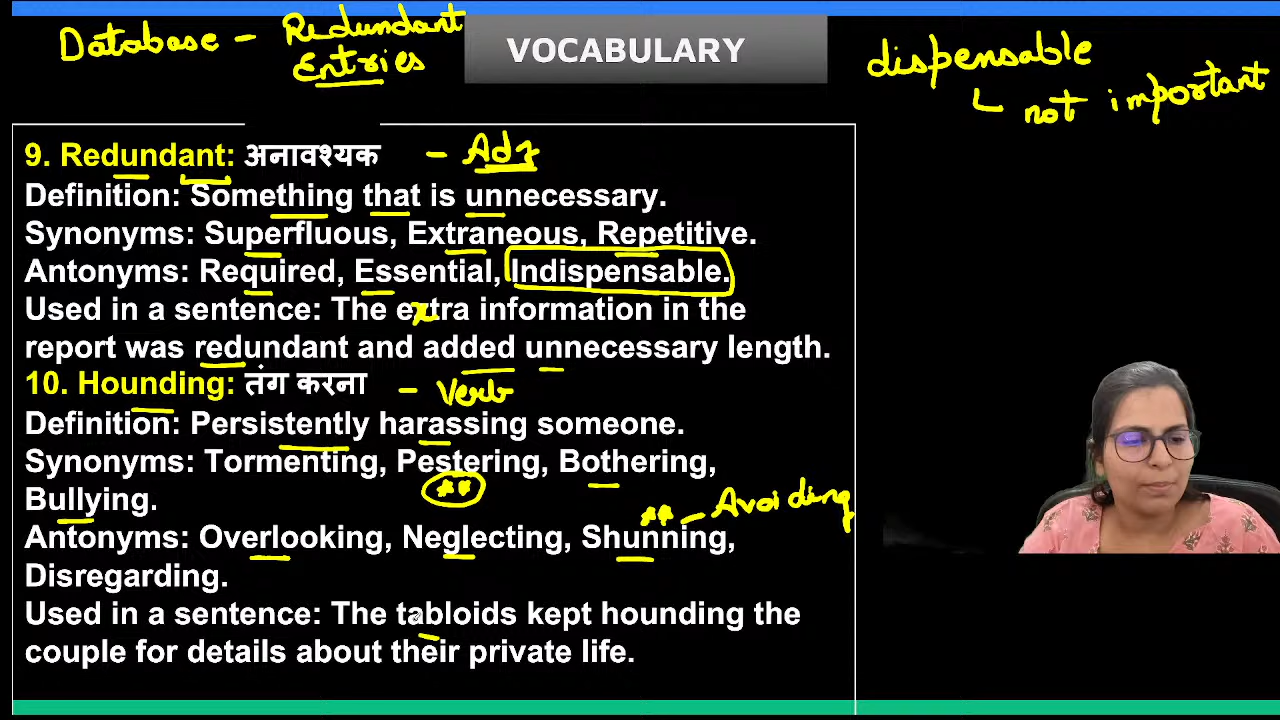 Database - Redundant
Entries
VOCABULARY
dispensable
not important
9. Redundant: अनावश्यक - Adj
Definition: Something that is unnecessary.
Synonyms: Superfluous, Extraneous, Repetitive.
Antonyms: Required, Essential, Indispensable.
Used in a sentence: The extra information in the
report was redundant and added unnecessary length.
10. Hounding: तंग करना - Verb
Definition: Persistently harassing someone.
Synonyms: Tormenting, Pestering, Bothering,
Bullying. **
** - Avoiding
Antonyms: Overlooking, Neglecting, Shunning,
Disregarding.
Used in a sentence: The tabloids kept hounding the
couple for details about their private life.